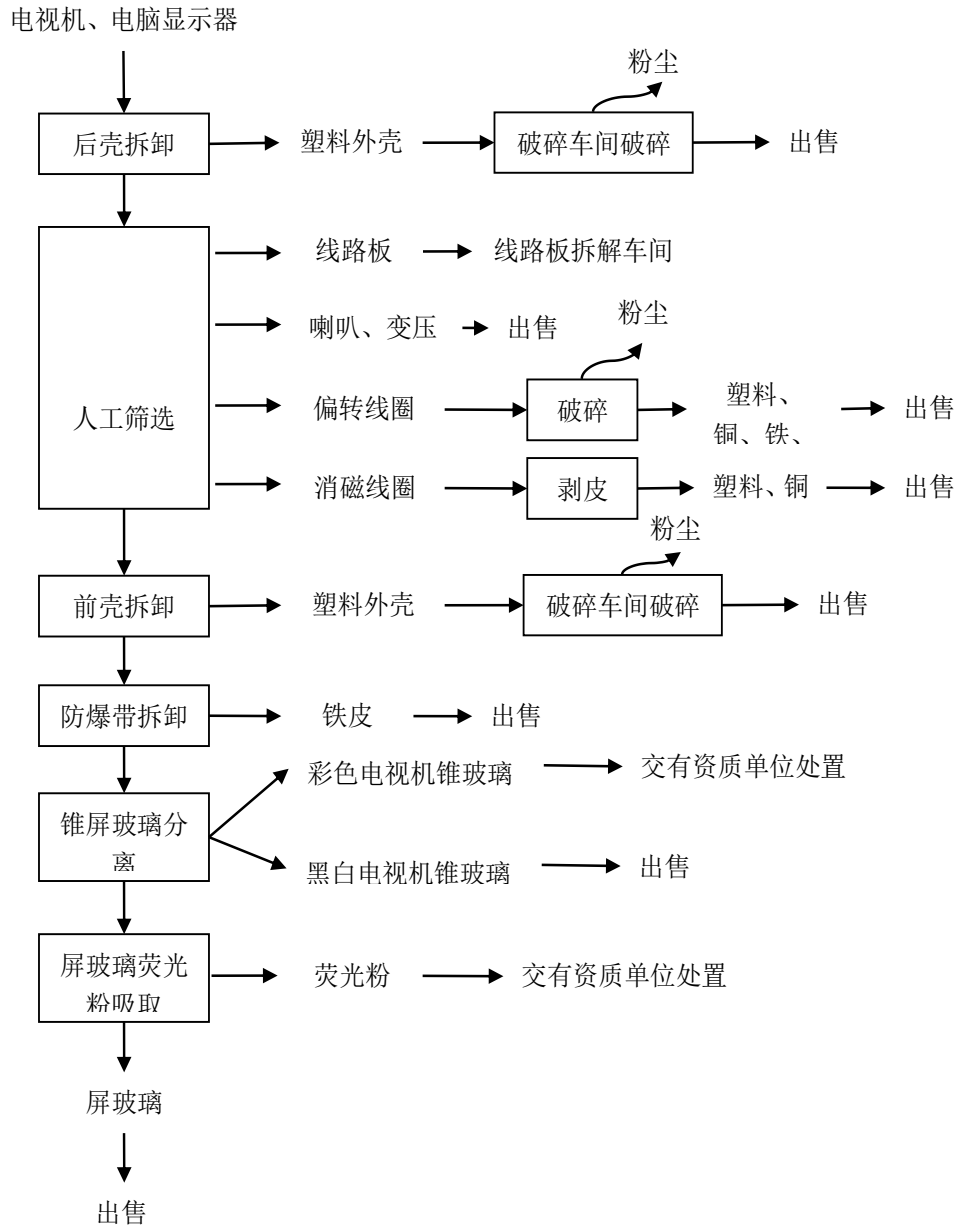 电视机、电脑显示器
粉尘
后壳拆卸
塑料外壳
破碎车间破碎
出售
线路板
线路板拆解车间
喇叭、变压
出售
粉尘
人工筛选
偏转线圈
破碎
塑料、
铜、铁、
出售
消磁线圈
剥皮
塑料、铜
出售
粉尘
前壳拆卸
塑料外壳
破碎车间破碎
出售
防爆带拆卸
铁皮
出售
彩色电视机锥玻璃
交有资质单位处置
锥屏玻璃分
离
黑白电视机锥玻璃
出售
屏玻璃荧光
粉吸取
荧光粉
交有资质单位处置
屏玻璃
出售